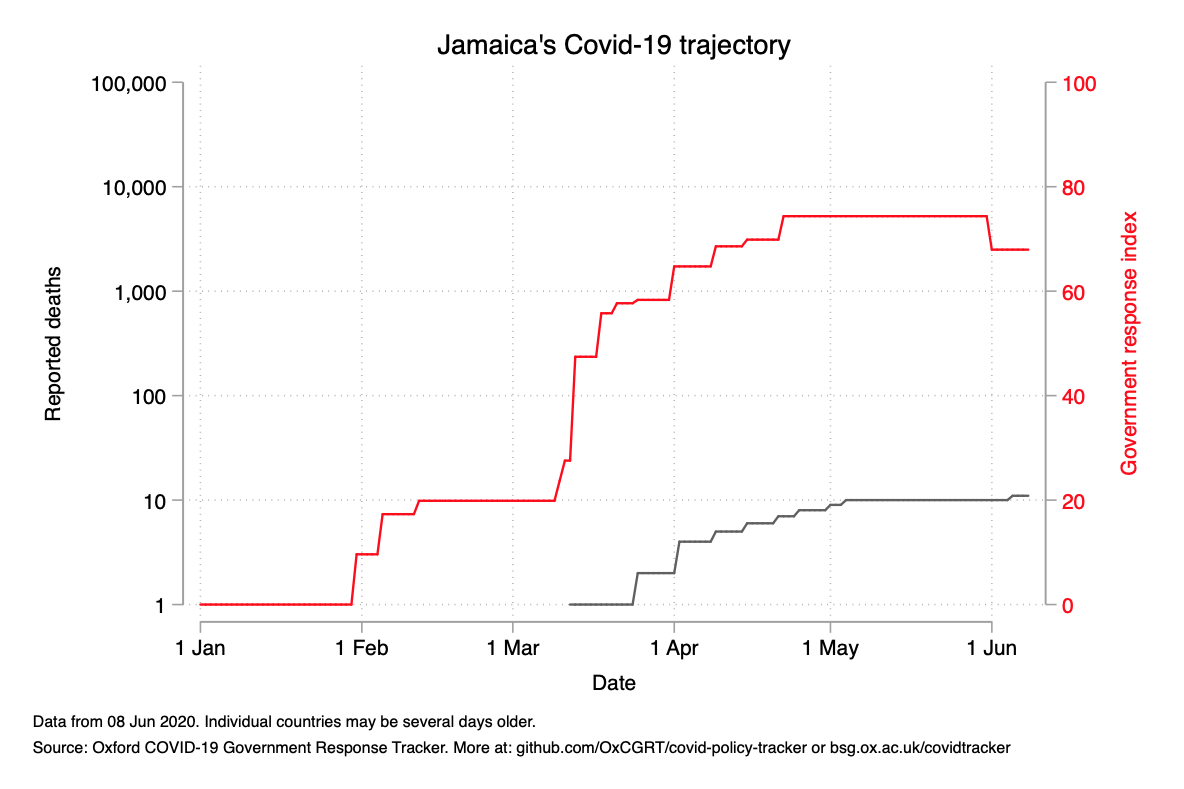 Jamaica's Covid-19 trajectory
100,000
10,000
1,000
100
10
1
Reported deaths
100
80
60
40
20
0
Government response index
1 Jan
1 Feb
1 Mar
1 Apr
1 May
1 Jun
Date
Data from 08 Jun 2020. Individual countries may be several days older.
Source: Oxford COVID-19 Government Response Tracker. More at: github.com/OxCGRT/covid-policy-tracker or bsg.ox.ac.uk/covidtracker